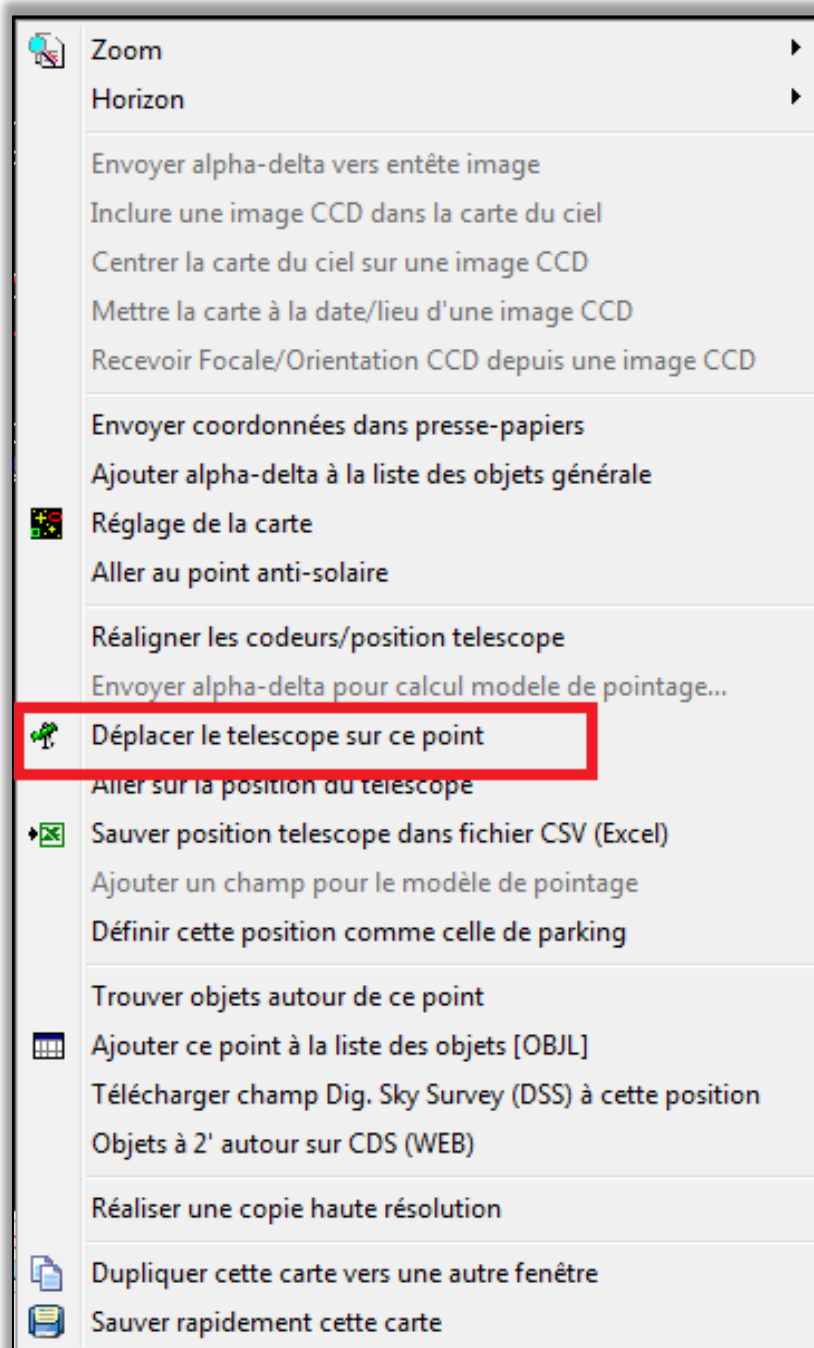 Zoom
Horizon
Envoyer alpha-delta vers entête image
Inclure une image CCD dans la carte du ciel
Centrer la carte du ciel sur une image CCD
Mettre la carte à la date/lieu d'une image CCD
Recevoir Focale/Orientation CCD depuis une image CCD
Envoyer coordonnées dans presse-papiers
Ajouter alpha-delta à la liste des objets générale
Réglage de la carte
Aller au point anti-solaire
Réaligner les codeurs/position telescope
Envoyer alpha-delta pour calcul modele de pointage...
Déplacer le telescope sur ce point
Aller sur la position du telescope
Sauver position telescope dans fichier CSV (Excel)
Ajouter un champ pour le modèle de pointage
Définir cette position comme celle de parking
Trouver objets autour de ce point
Ajouter ce point à la liste des objets [OBJL]
Télécharger champ Dig. Sky Survey (DSS) à cette position
Objets à 2' autour sur CDS (WEB)
Réaliser une copie haute résolution
Dupliquer cette carte vers une autre fenêtre
Sauver rapidement cette carte